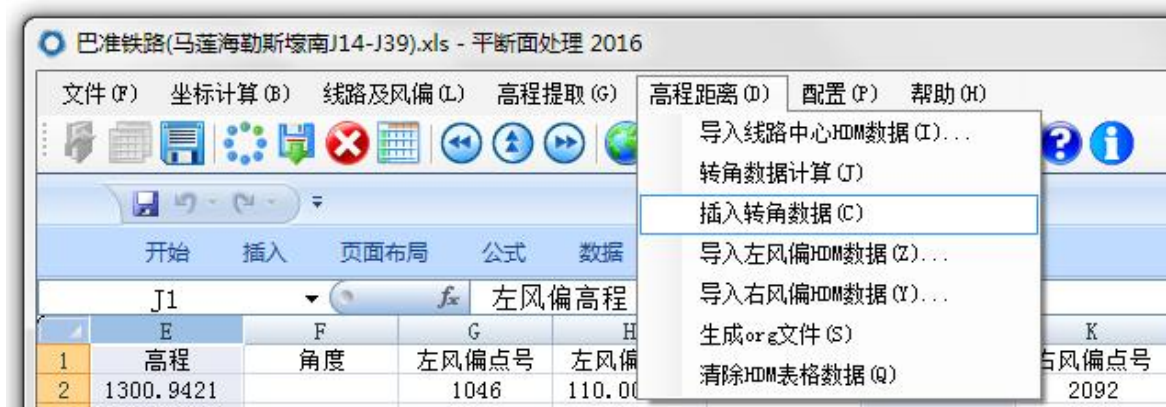 巴准铁路(马莲海勒斯壕南J14-J39).xls - 平断面处理 2016
文件(F) 坐标计算(B) 线路及风偏(L) 高程提取(G) 高程距离(D) 配置(P) 帮助(H)
导入线路中心HDM数据(I)...
转角数据计算(J)
插入转角数据(C)
导入左风偏HDM数据(Z)...
导入右风偏HDM数据(Y)...
生成org文件(S)
清除HDM表格数据(Q)
开始 插入 页面布局 公式 数据
J1 fx 左风偏高程
E F G H K
1 高程 角度 左风偏点号 左风偏 右风偏点号
2 1300.9421 1046 110.00 2092